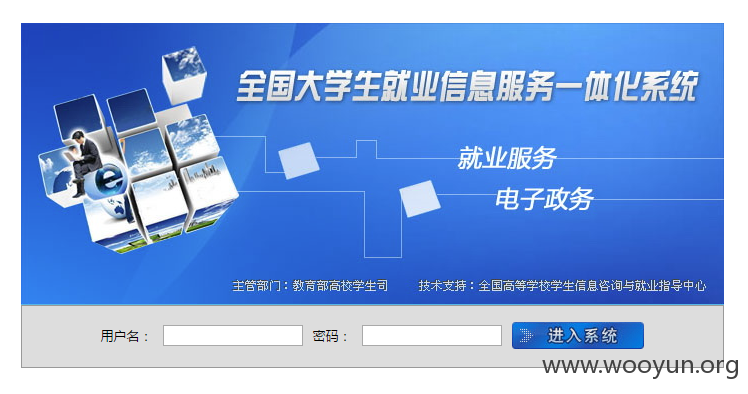 全国大学生就业信息服务一体化系统
就业服务
电子政务
主管部门：教育部高校学生司 技术支持：全国高等学校学生信息咨询与就业指导中心
用户名： 密码： 进入系统
www.wooyun.org